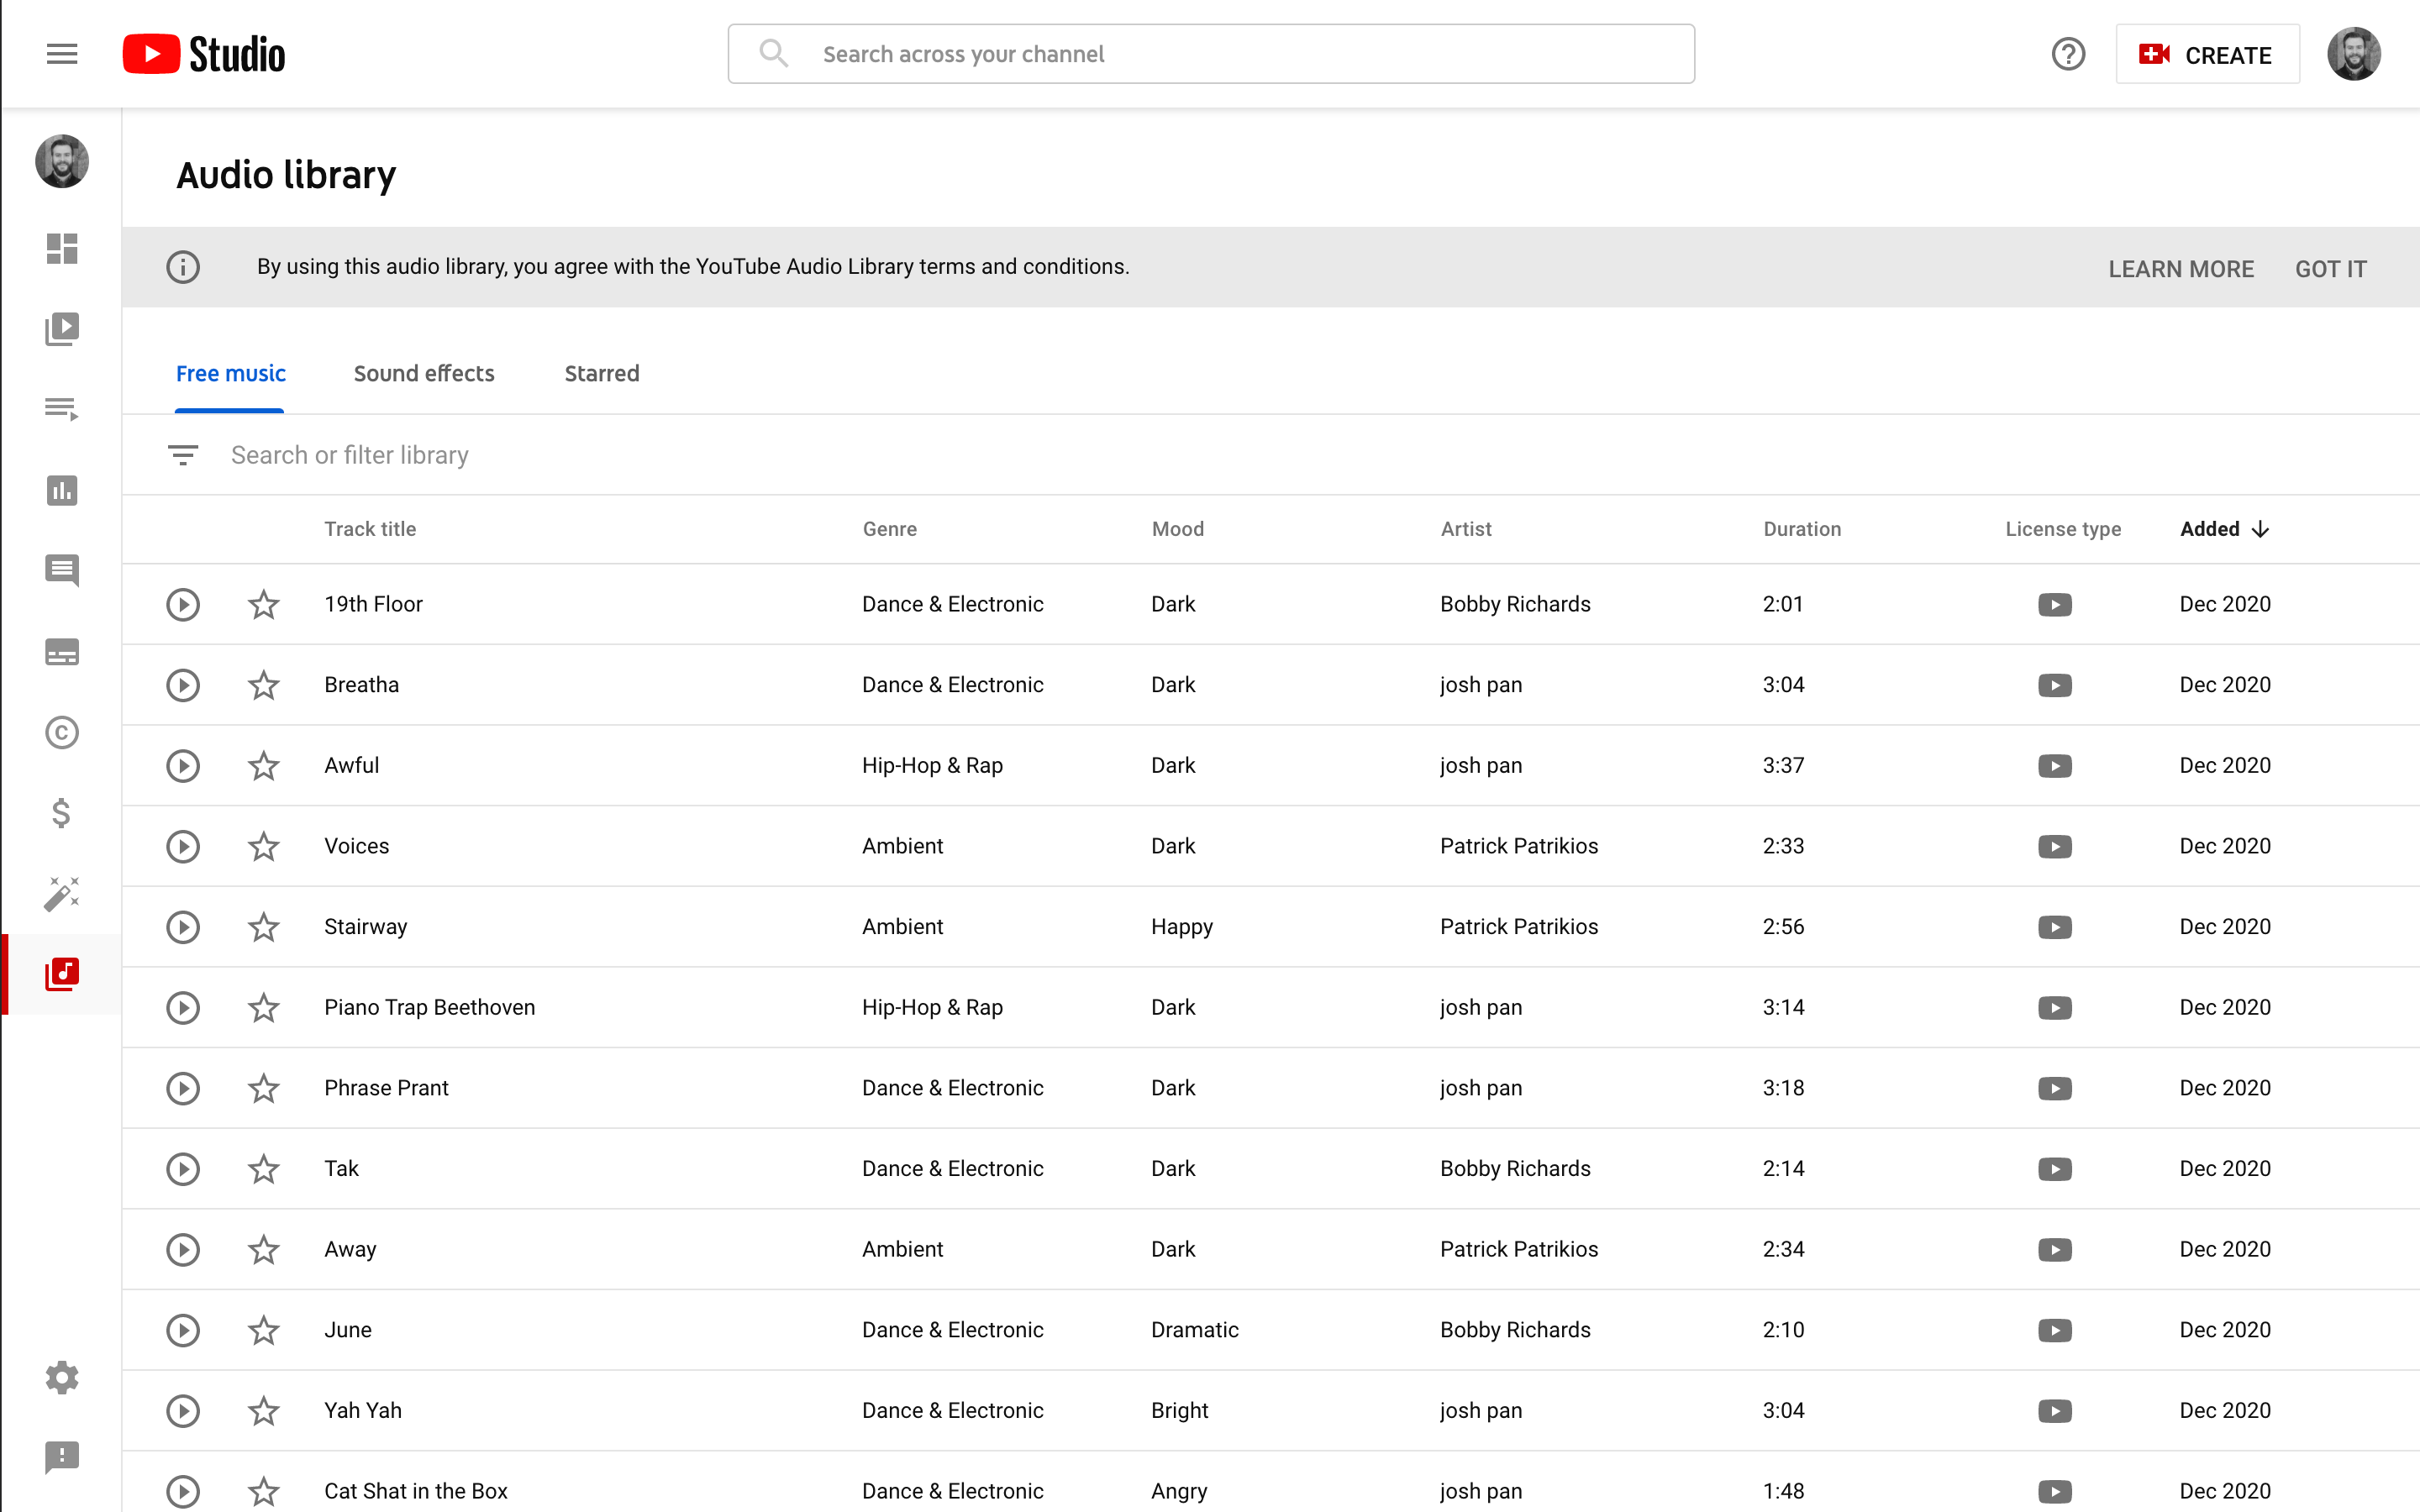 Studio
Search across your channel
CREATE
Audio library
By using this audio library, you agree with the YouTube Audio Library terms and conditions.
LEARN MORE GOT IT
Free music Sound effects Starred
Search or filter library
Track title Genre Mood Artist Duration License type Added
19th Floor Dance & Electronic Dark Bobby Richards 2:01 Dec 2020
Breatha Dance & Electronic Dark josh pan 3:04 Dec 2020
Awful Hip-Hop & Rap Dark josh pan 3:37 Dec 2020
Voices Ambient Dark Patrick Patrikios 2:33 Dec 2020
Stairway Ambient Happy Patrick Patrikios 2:56 Dec 2020
Piano Trap Beethoven Hip-Hop & Rap Dark josh pan 3:14 Dec 2020
Phrase Prant Dance & Electronic Dark josh pan 3:18 Dec 2020
Tak Dance & Electronic Dark Bobby Richards 2:14 Dec 2020
Away Ambient Dark Patrick Patrikios 2:34 Dec 2020
June Dance & Electronic Dramatic Bobby Richards 2:10 Dec 2020
Yah Yah Dance & Electronic Bright josh pan 3:04 Dec 2020
Cat Shat in the Box Dance & Electronic Angry josh pan 1:48 Dec 2020